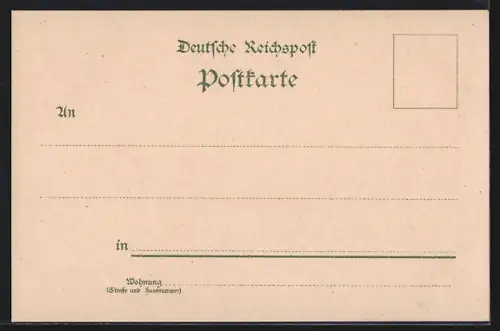 Deutsche Reichspost
Postkarte
An
in
Wohnung
(Straße und Hausnummer)